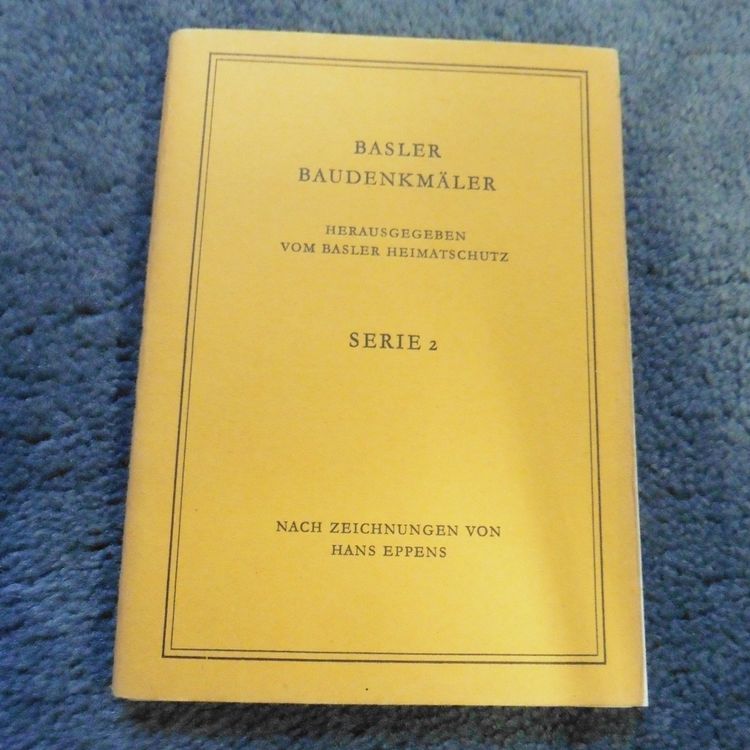 BASLER
BAUDENKMÄLER
HERAUSGEGEBEN
VOM BASLER HEIMATSCHUTZ
SERIE 2
NACH ZEICHNUNGEN VON
HANS EPPENS